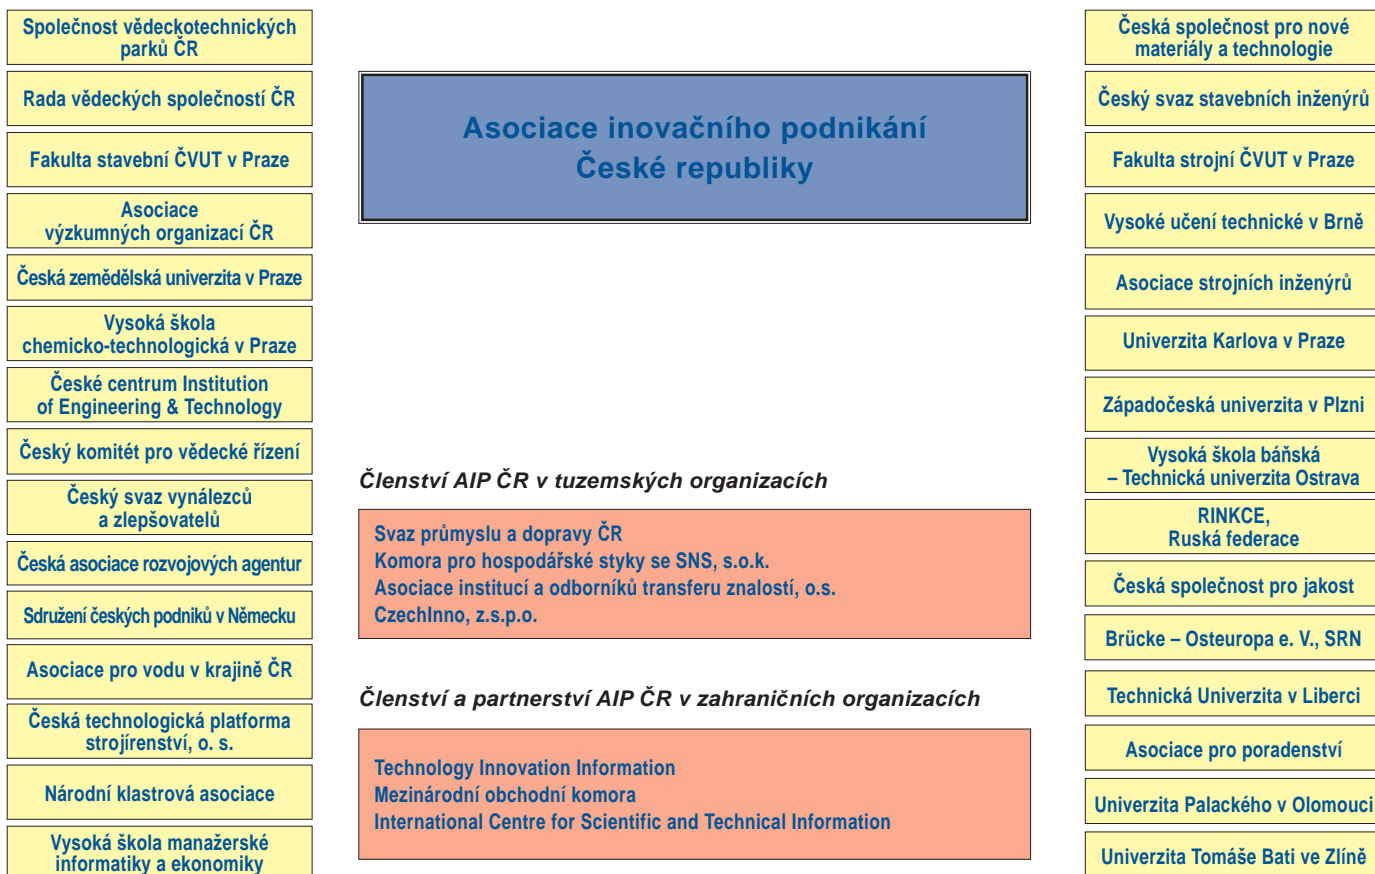 Společnost vědeckotechnických
parků ČR
Rada vědeckých společností ČR
Fakulta stavební ČVUT v Praze
Asociace
výzkumných organizací ČR
Česká zemědělská univerzita v Praze
Vysoká škola
chemicko-technologická v Praze
České centrum Institution
of Engineering & Technology
Český komitét pro vědecké řízení
Český svaz vynálezců
a zlepšovatelů
Česká asociace rozvojových agentur
Sdružení českých podniků v Německu
Asociace pro vodu v krajině ČR
Česká technologická platforma
strojírenství, o. s.
Národní klastrová asociace
Vysoká škola manažerské
informatiky a ekonomiky
Asociace inovačního podnikání
České republiky
Členství AIP ČR v tuzemských organizacích
Svaz průmyslu a dopravy ČR
Komora pro hospodářské styky se SNS, s.o.k.
Asociace institucí a odborníků transferu znalostí, o.s.
CzechInno, z.s.p.o.
Členství a partnerství AIP ČR v zahraničních organizacích
Technology Innovation Information
Mezinárodní obchodní komora
International Centre for Scientific and Technical Information
Česká společnost pro nové
materiály a technologie
Český svaz stavebních inženýrů
Fakulta strojní ČVUT v Praze
Vysoké učení technické v Brně
Asociace strojních inženýrů
Univerzita Karlova v Praze
Západočeská univerzita v Plzni
Vysoká škola báňská
– Technická univerzita Ostrava
RINKCE,
Ruská federace
Česká společnost pro jakost
Brücke – Osteuropa e. V., SRN
Technická Univerzita v Liberci
Asociace pro poradenství
Univerzita Palackého v Olomouci
Univerzita Tomáše Bati ve Zlíně